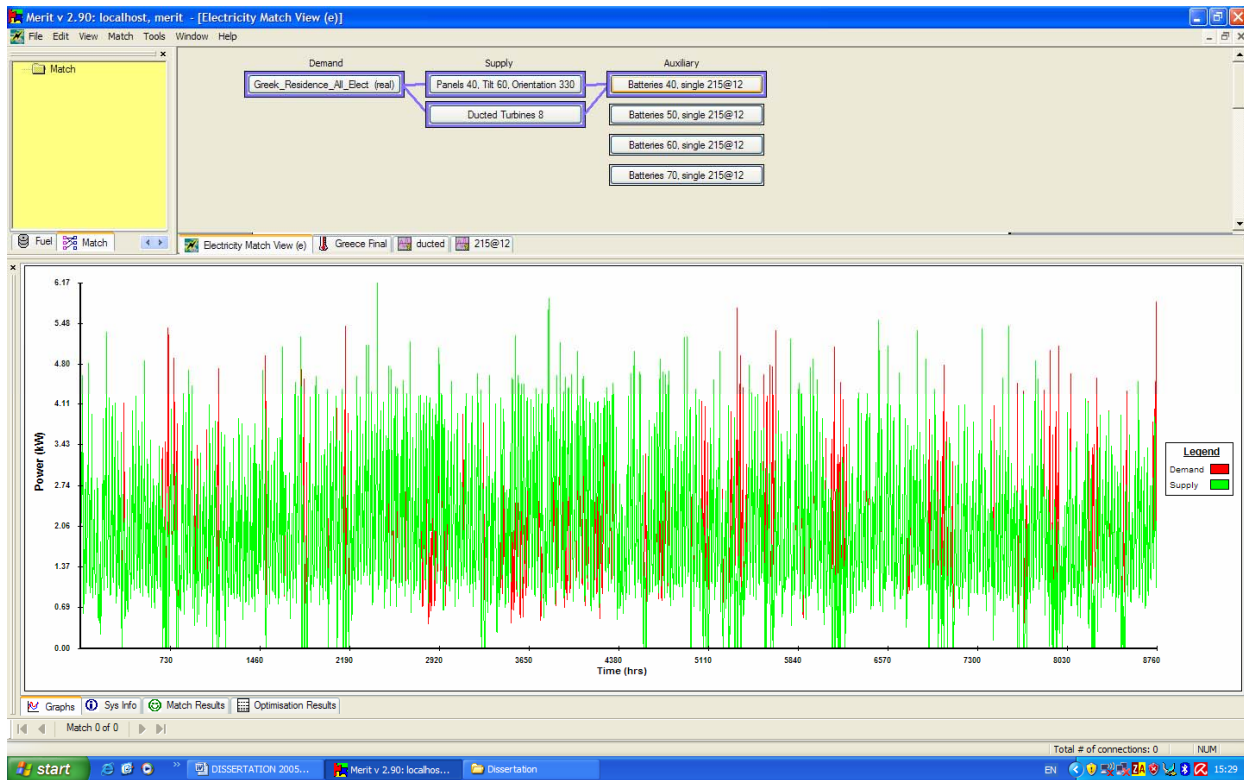 Merit v 2.90: localhost, merit - [Electricity Match View (e)]
File Edit View Match Tools Window Help
Match
Demand Supply Auxiliary
Greek_Residence_All_Elect (real) Panels 40, Tilt 60, Orientation 330 Batteries 40, single 215@12
Ducted Turbines 8 Batteries 50, single 215@12
Batteries 60, single 215@12
Batteries 70, single 215@12
Fuel Match Electricity Match View (e) Greece Final ducted 215@12
6.17
5.48
4.80
4.11
3.43
2.74
2.06
1.37
0.69
0.00
Power (kW)
730 1460 2190 2920 3650 4380 5110 5840 6570 7300 8030 8760
Time (hrs)
Legend
Demand
Supply
Graphs Sys Info Match Results Optimisation Results
Match 0 of 0
Total # of connections: 0 NUM
start DISSERTATION 2005... Merit v 2.90: localhos... Dissertation EN ZA 15:29